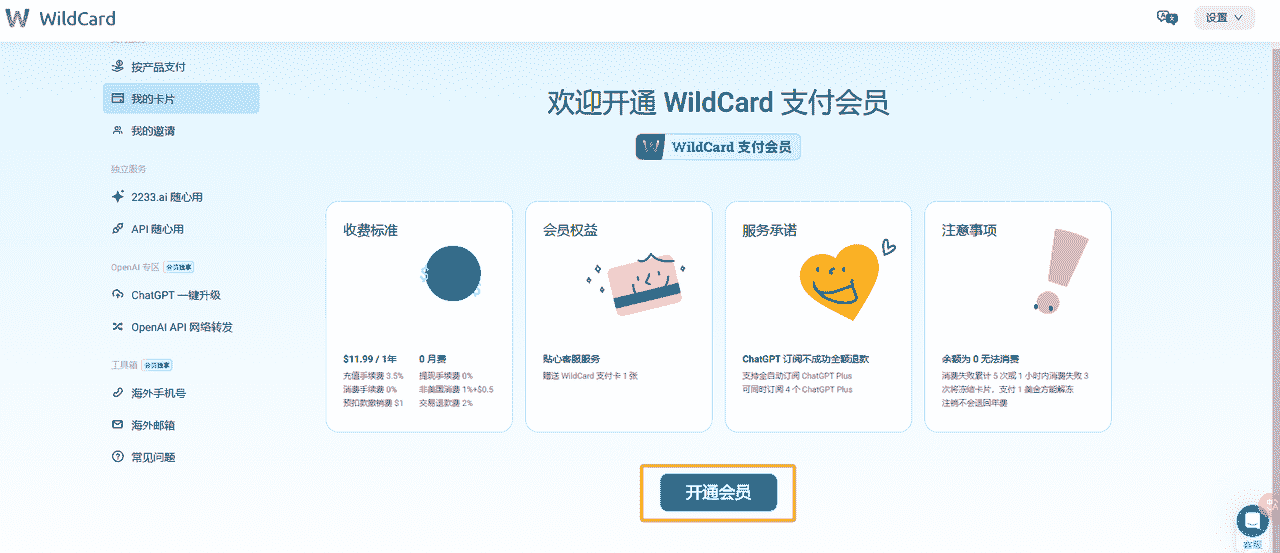 WildCard
设置
按产品支付
我的卡片
我的邀请
独立服务
2233.ai 随心用
API 随心用
OpenAI 专区
ChatGPT 一键升级
OpenAI API 网络转发
工具箱
海外手机号
海外邮箱
常见问题
欢迎开通 WildCard 支付会员
WildCard 支付会员
收费标准
$11.99 / 1年 0 月费
充值手续费 3.5% 提现手续费 0%
消费手续费 0% 非美国消费 1%+$0.5
预扣款撤销费 $1 交易退款费 2%
会员权益
贴心客服服务
赠送 WildCard 支付卡 1 张
服务承诺
ChatGPT 订阅不成功全额退款
支持全自动订阅 ChatGPT Plus
可同时订阅 4 个 ChatGPT Plus
注意事项
余额为 0 无法消费
消费失败累计 5 次或 1 小时内消费失败 3
次将冻结卡片，支付 1 美金方能解冻
注销不会退回年费
开通会员
客服